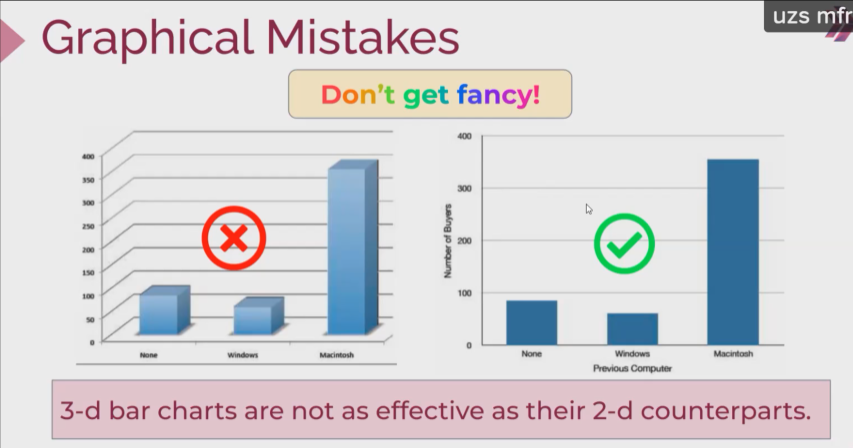 uzs mfr
Graphical Mistakes
Don't get fancy!
400
350
300
250
200
150
100
50
0
None Windows Macintosh
400
300
200
100
0
Number of Buyers
None Windows Macintosh
Previous Computer
3-d bar charts are not as effective as their 2-d counterparts.